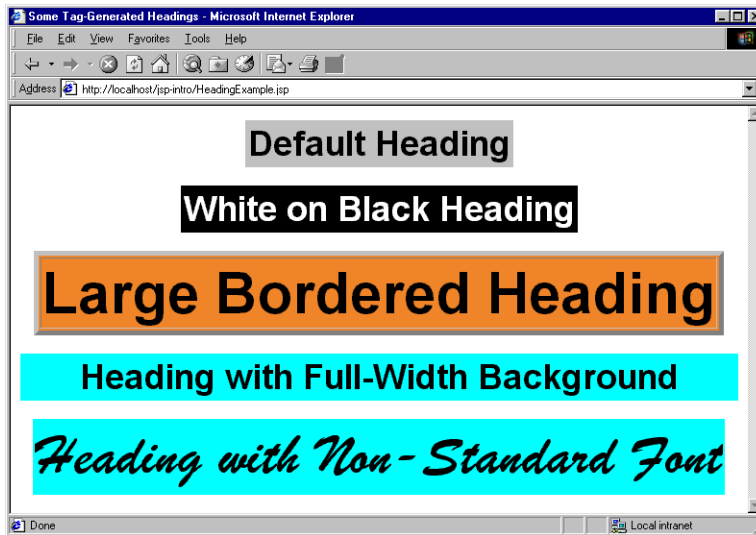 Some Tag-Generated Headings - Microsoft Internet Explorer
File Edit View Favorites Tools Help
Address http://localhost/jsp-intro/HeadingExample.jsp
Default Heading
White on Black Heading
Large Bordered Heading
Heading with Full-Width Background
Heading with Non-Standard Font
Done Local intranet